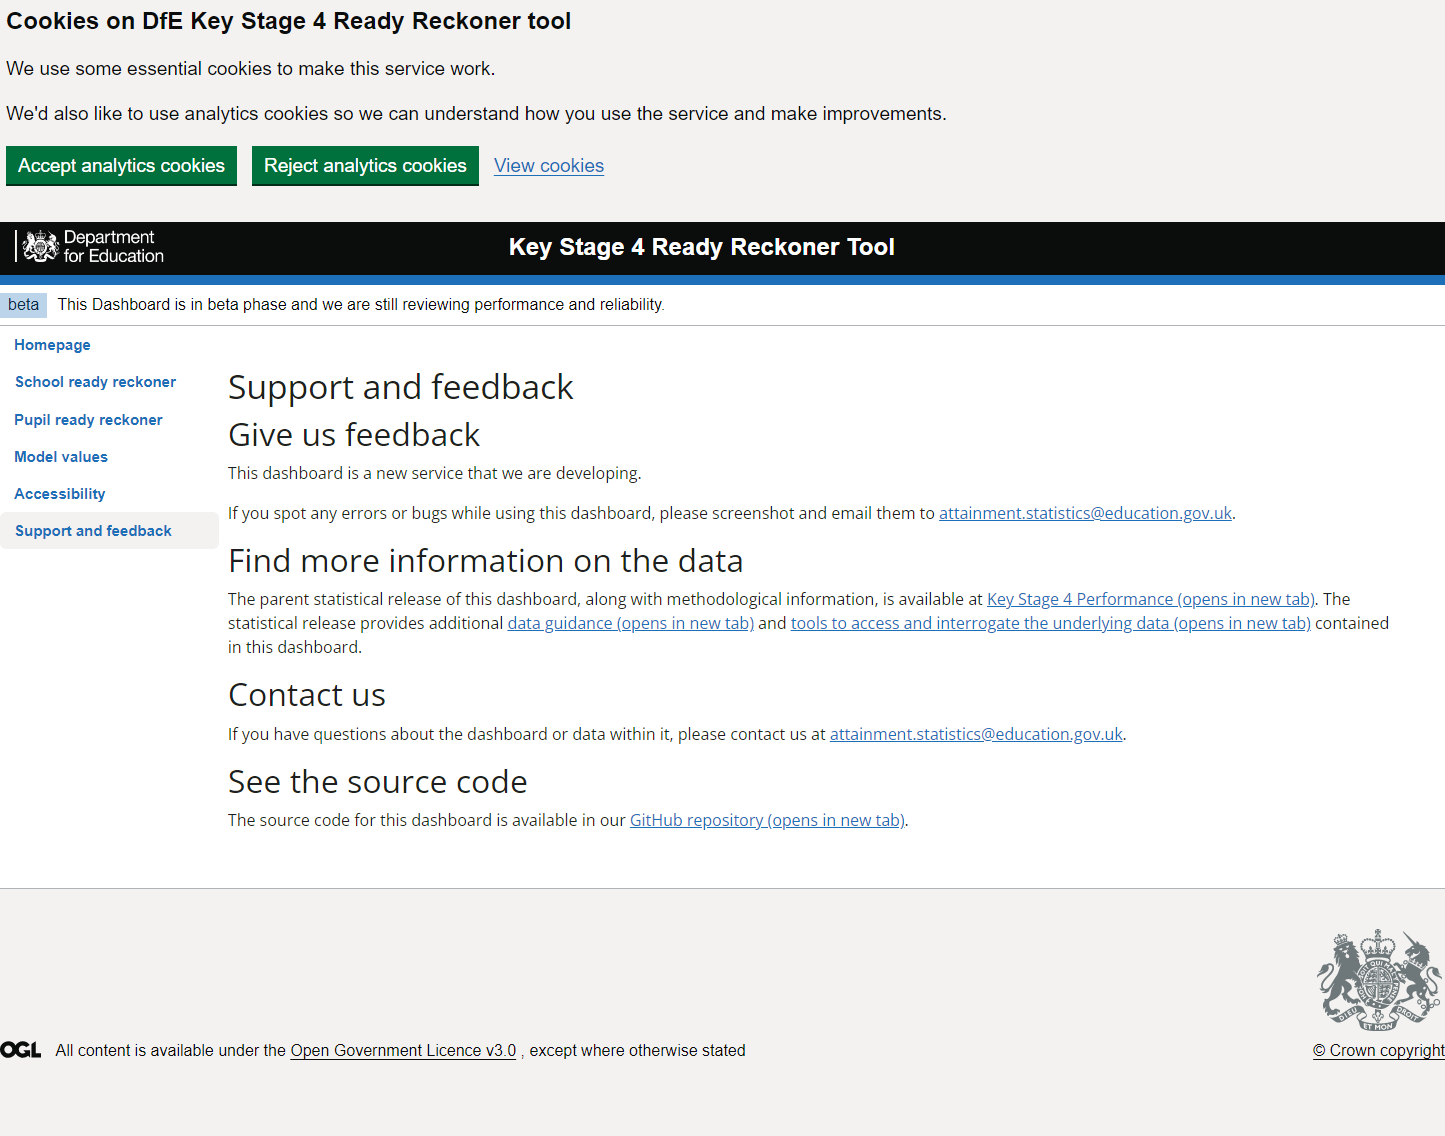 Cookies on DfE Key Stage 4 Ready Reckoner tool
We use some essential cookies to make this service work.
We'd also like to use analytics cookies so we can understand how you use the service and make improvements.
Accept analytics cookies Reject analytics cookies View cookies
Department
for Education
Key Stage 4 Ready Reckoner Tool
beta This Dashboard is in beta phase and we are still reviewing performance and reliability.
Homepage
School ready reckoner
Pupil ready reckoner
Model values
Accessibility
Support and feedback
Support and feedback
Give us feedback
This dashboard is a new service that we are developing.
If you spot any errors or bugs while using this dashboard, please screenshot and email them to attainment.statistics@education.gov.uk.
Find more information on the data
The parent statistical release of this dashboard, along with methodological information, is available at Key Stage 4 Performance (opens in new tab). The
statistical release provides additional data guidance (opens in new tab) and tools to access and interrogate the underlying data (opens in new tab) contained
in this dashboard.
Contact us
If you have questions about the dashboard or data within it, please contact us at attainment.statistics@education.gov.uk.
See the source code
The source code for this dashboard is available in our GitHub repository (opens in new tab).
DIEU ET MON DROIT
OGL All content is available under the Open Government Licence v3.0 , except where otherwise stated
© Crown copyright